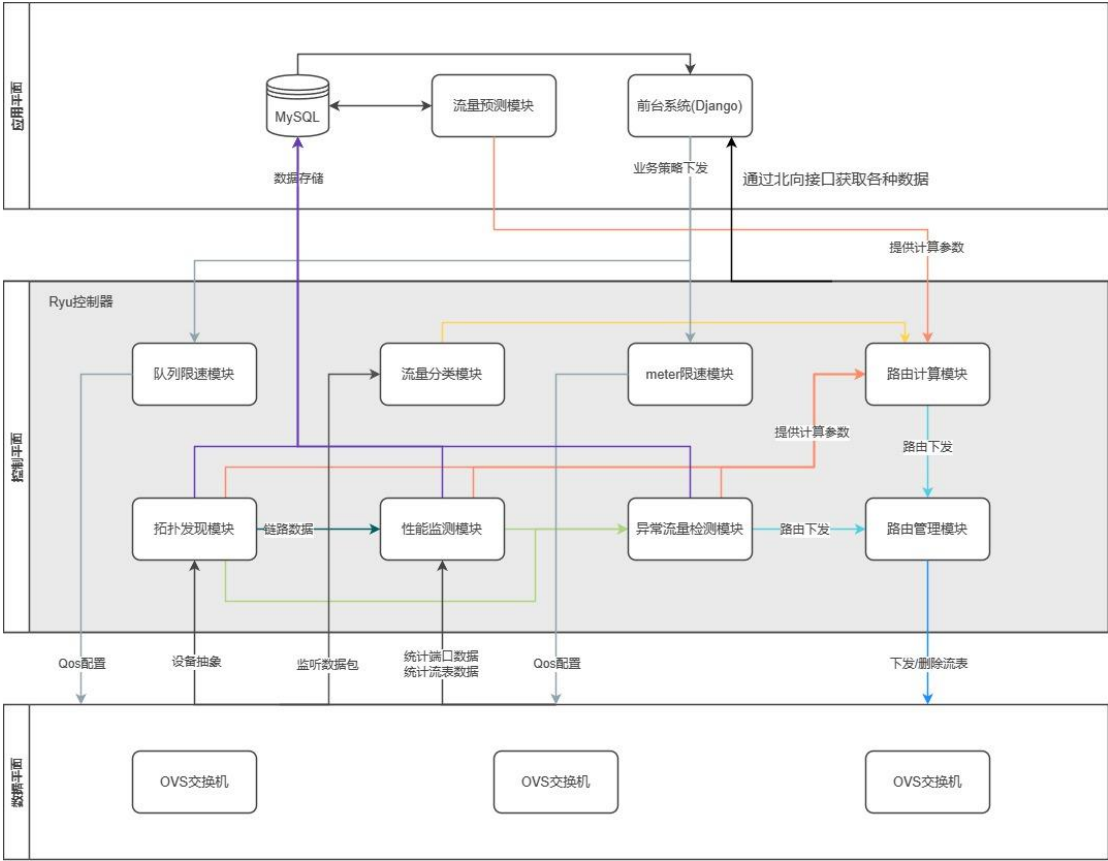 应用平面
MySQL
流量预测模块
前台系统(Django)
数据存储
业务策略下发
通过北向接口获取各种数据
提供计算参数
控制平面
Ryu控制器
队列限速模块
流量分类模块
meter限速模块
路由计算模块
提供计算参数
路由下发
拓扑发现模块
链路数据
性能监测模块
异常流量检测模块
路由下发
路由管理模块
Qos配置
设备抽象
监听数据包
统计端口数据
统计流表数据
Qos配置
下发/删除流表
数据平面
OVS交换机
OVS交换机
OVS交换机